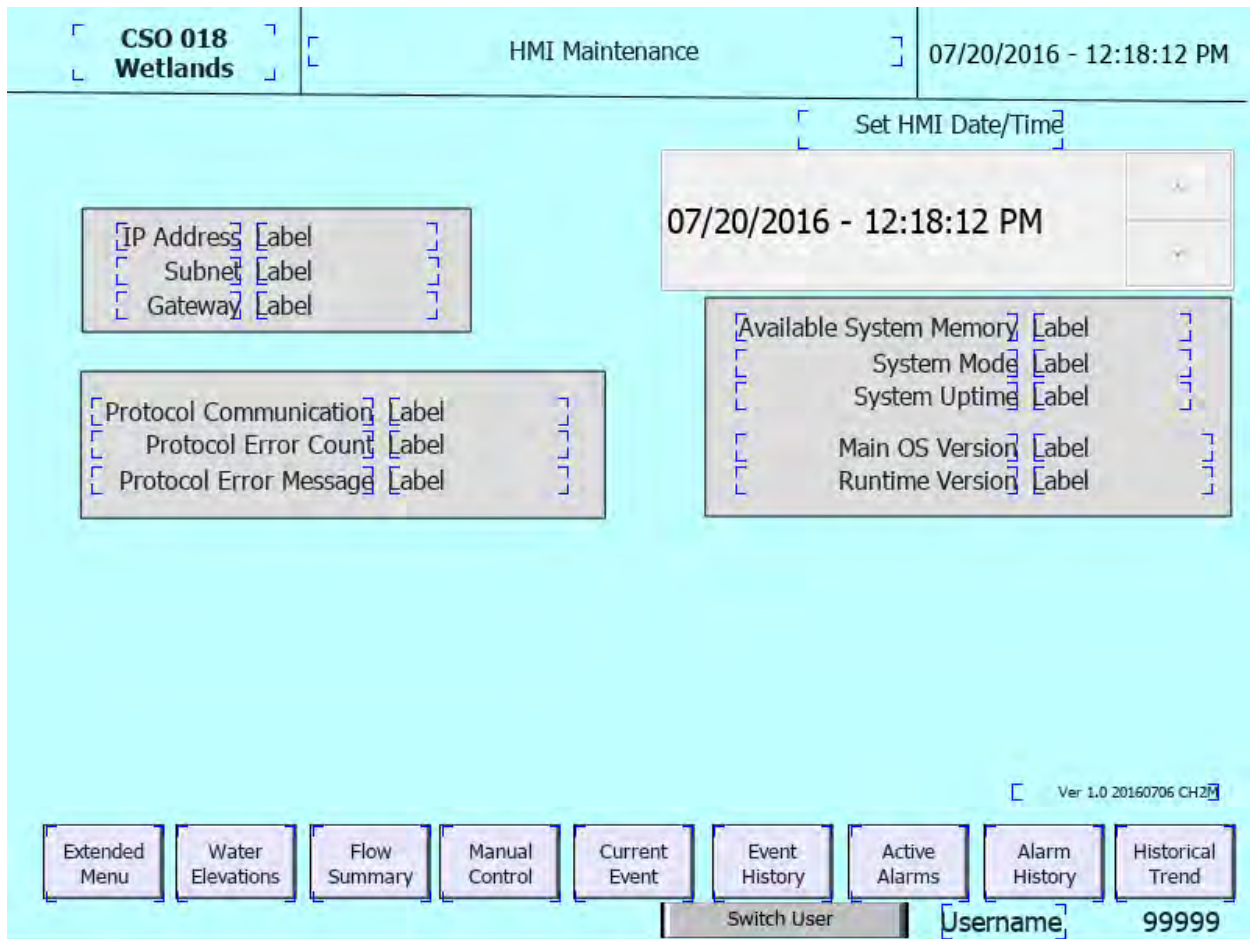 CSO 018
Wetlands
HMI Maintenance
07/20/2016 - 12:18:12 PM
Set HMI Date/Time
07/20/2016 - 12:18:12 PM
IP Address Label
Subnet Label
Gateway Label
Available System Memory Label
System Mode Label
System Uptime Label
Main OS Version Label
Runtime Version Label
Protocol Communication Label
Protocol Error Count Label
Protocol Error Message Label
Ver 1.0 20160706 CH2M
Extended
Menu
Water
Elevations
Flow
Summary
Manual
Control
Current
Event
Event
History
Active
Alarms
Alarm
History
Historical
Trend
Switch User
Username
99999